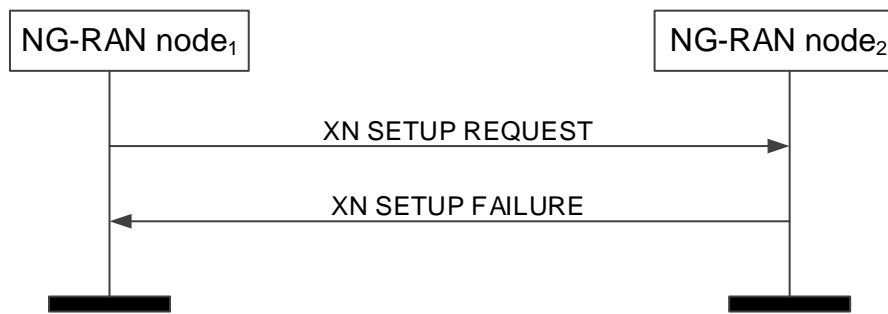 NG-RAN node₁
NG-RAN node₂
XN SETUP REQUEST
XN SETUP FAILURE